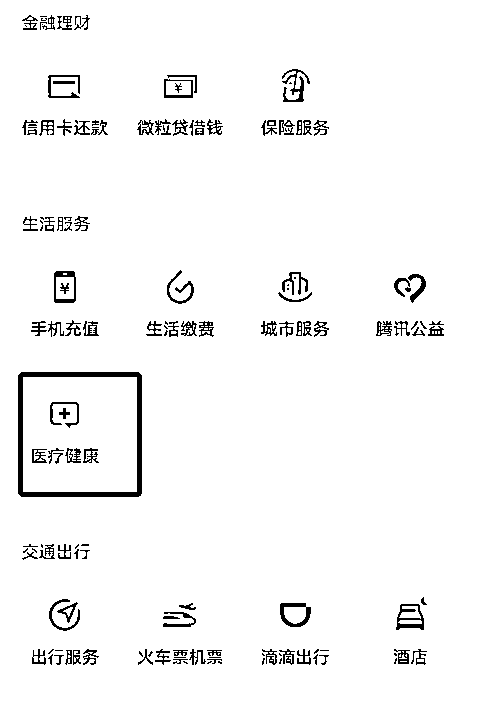 金融理财
信用卡还款 微粒贷借钱 保险服务
生活服务
手机充值 生活缴费 城市服务 腾讯公益
医疗健康
交通出行
出行服务 火车票机票 滴滴出行 酒店